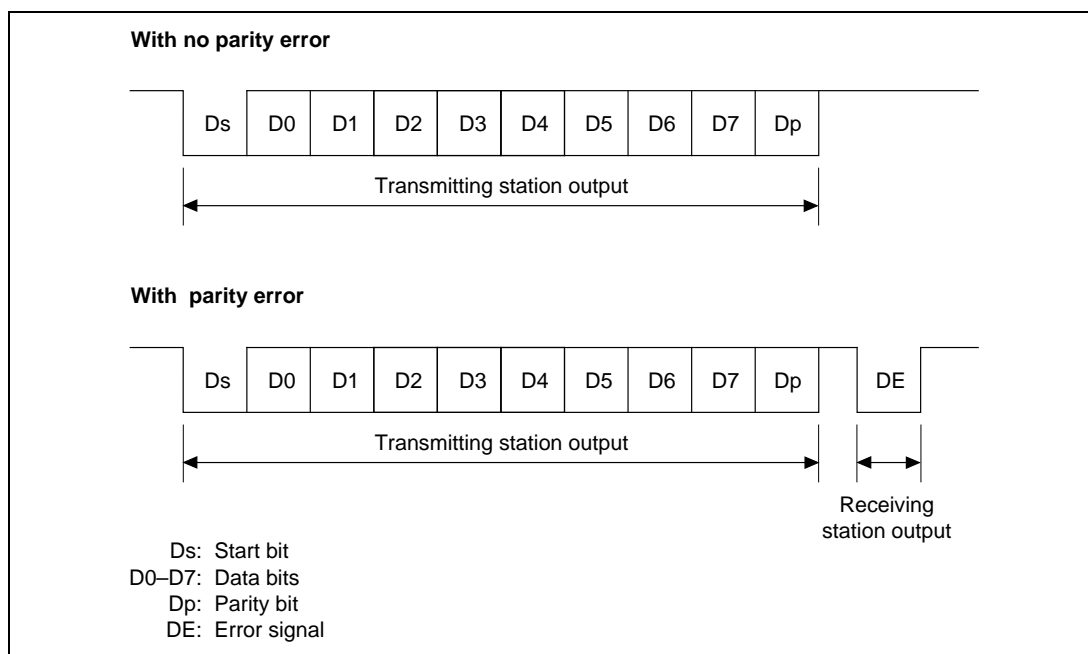 With no parity error
Ds D0 D1 D2 D3 D4 D5 D6 D7 Dp
Transmitting station output
With parity error
Ds D0 D1 D2 D3 D4 D5 D6 D7 Dp DE
Transmitting station output
Receiving
station output
Ds: Start bit
D0–D7: Data bits
Dp: Parity bit
DE: Error signal